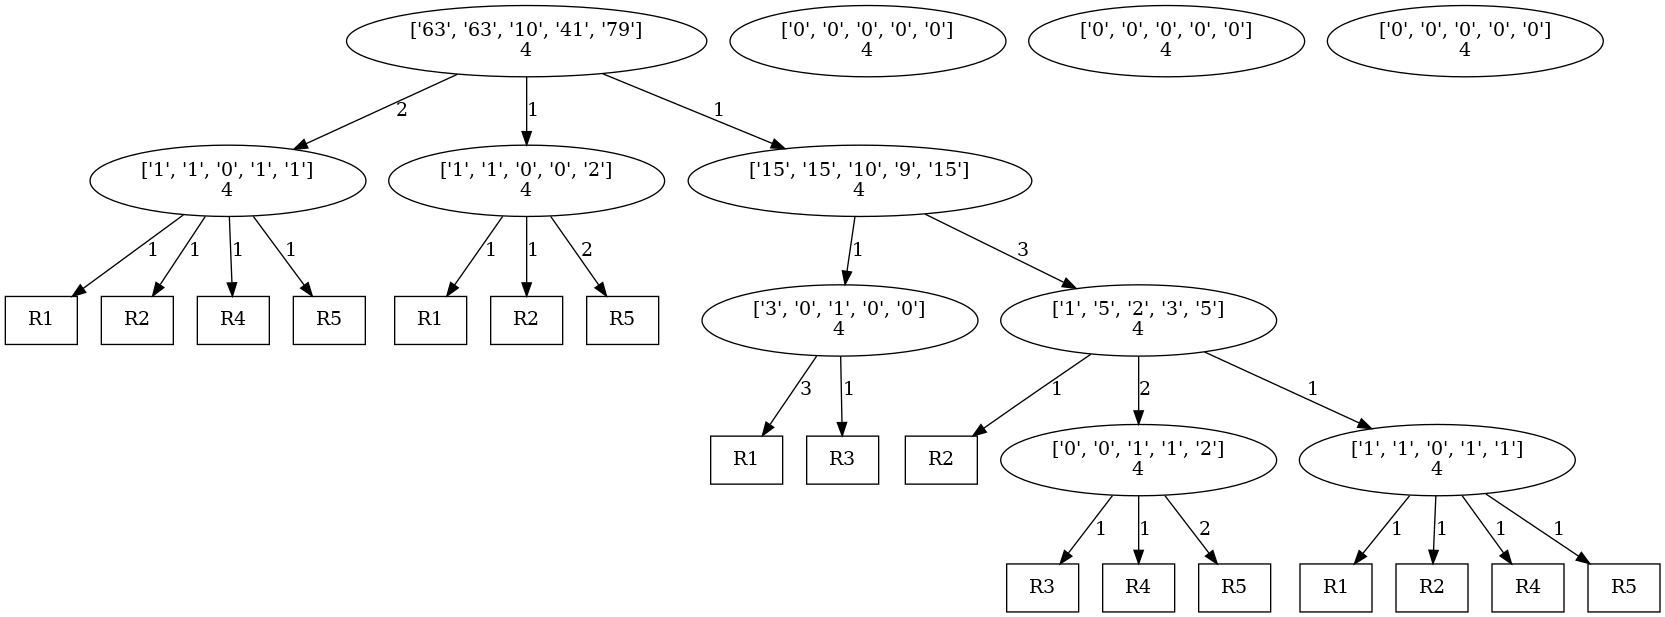 ['63', '63', '10', '41', '79']
4
['0', '0', '0', '0', '0']
4
['0', '0', '0', '0', '0']
4
['0', '0', '0', '0', '0']
4
2
1
1
['1', '1', '0', '1', '1']
4
['1', '1', '0', '0', '2']
4
['15', '15', '10', '9', '15']
4
1
1
1
1
1
1
2
1
3
R1
R2
R4
R5
R1
R2
R5
['3', '0', '1', '0', '0']
4
['1', '5', '2', '3', '5']
4
3
1
1
2
1
R1
R3
R2
['0', '0', '1', '1', '2']
4
['1', '1', '0', '1', '1']
4
1
1
2
1
1
1
1
R3
R4
R5
R1
R2
R4
R5